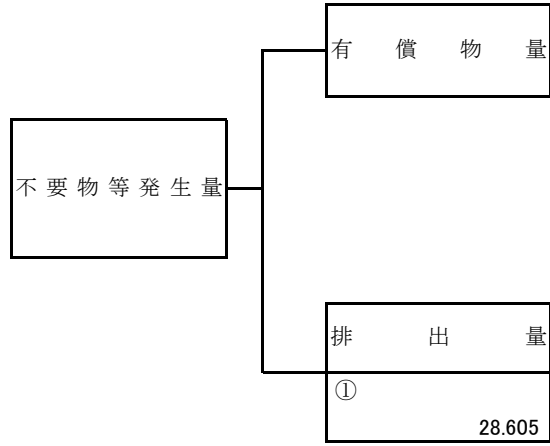 有償物量
不要物等発生量
排出量
①
28.605